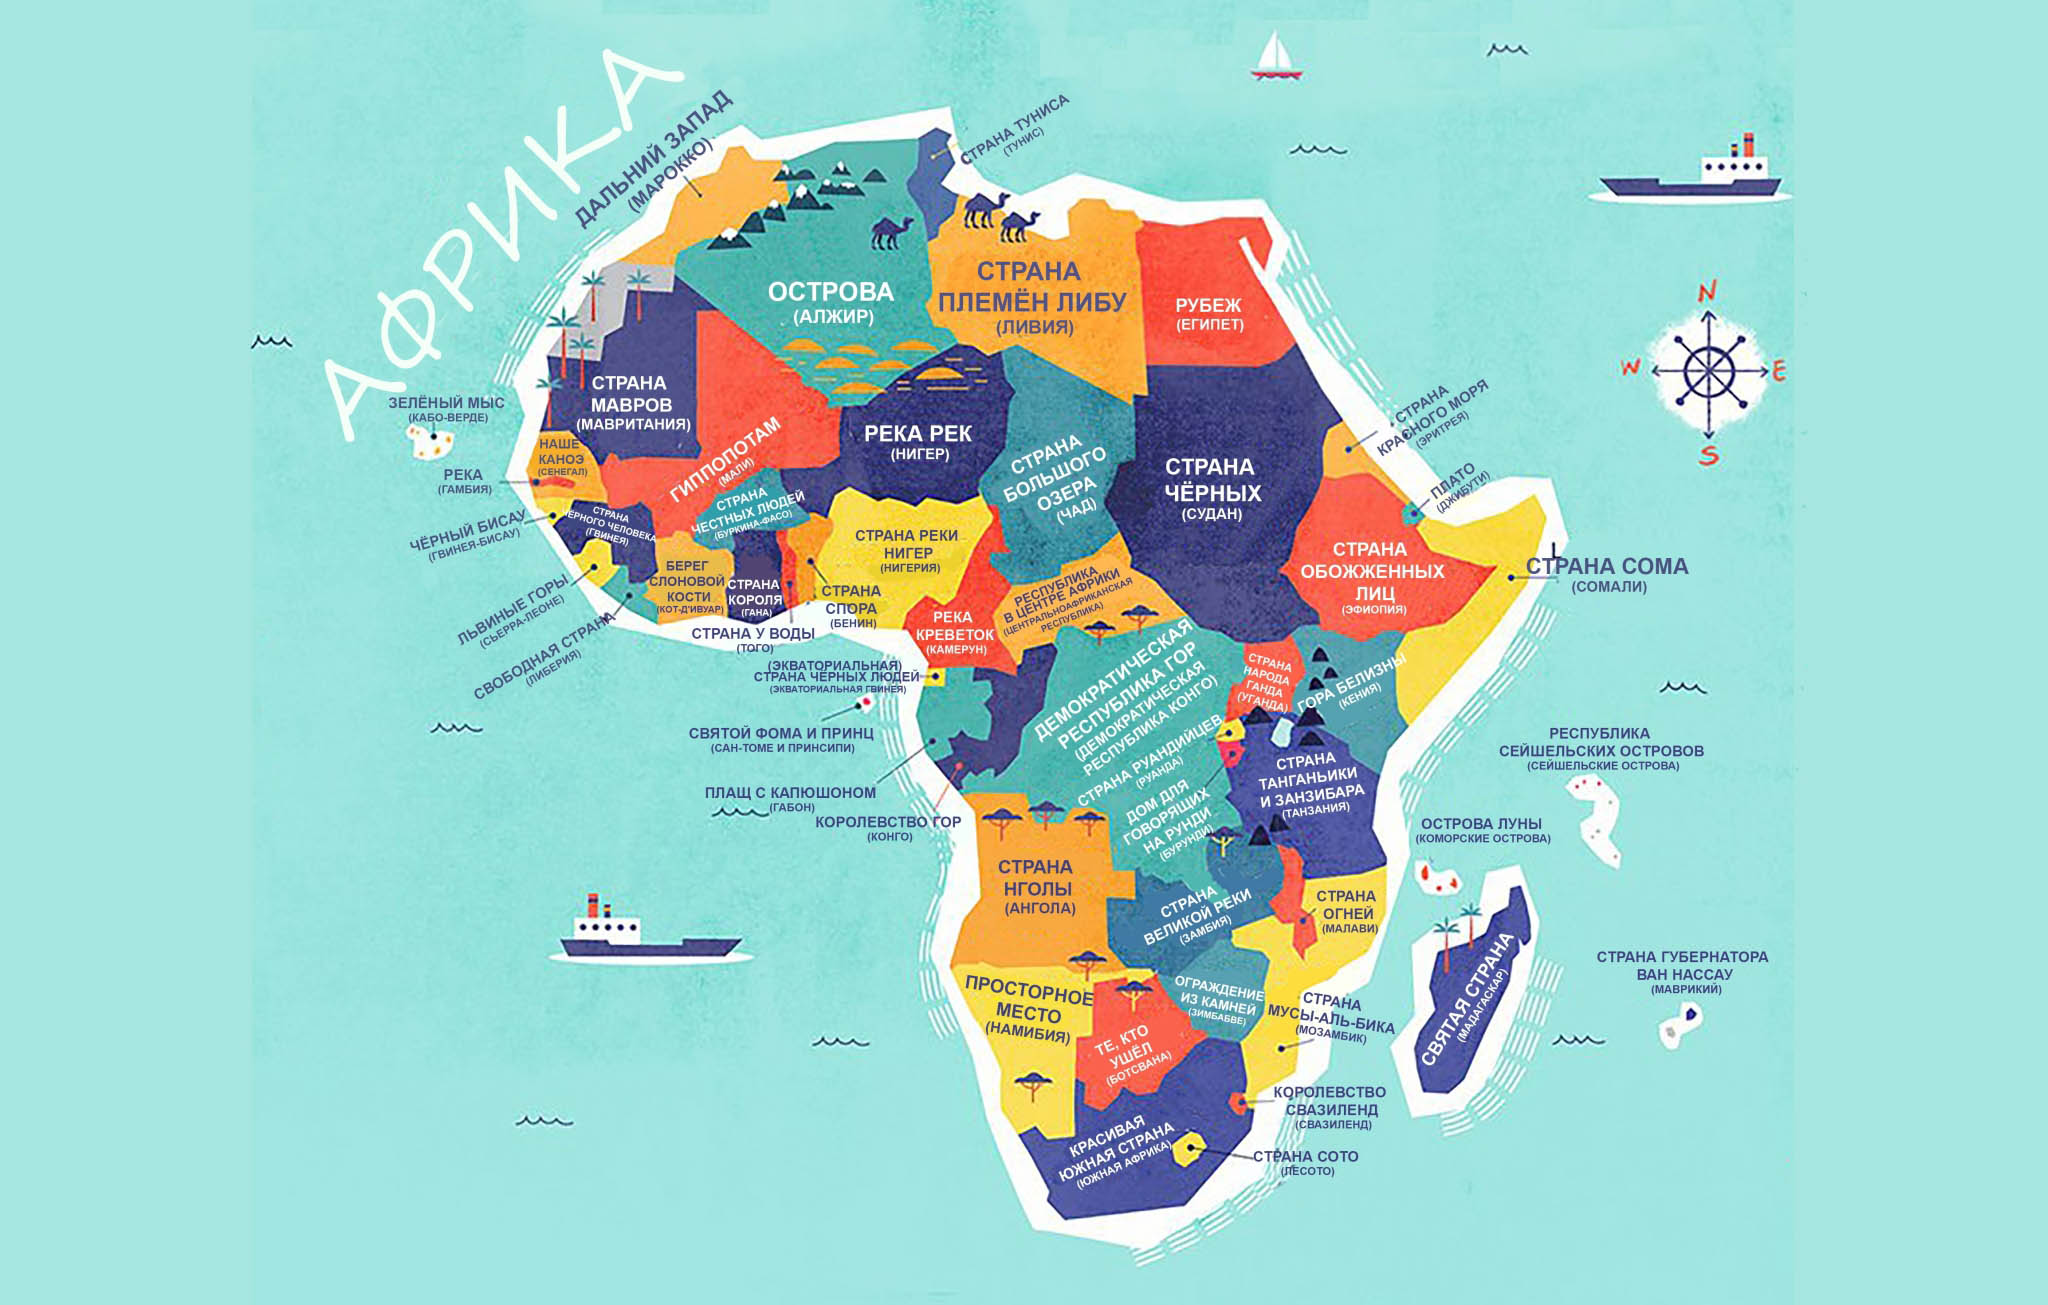 АФРИКА
ДАЛЬНИЙ ЗАПАД
(МАРОККО)
СТРАНА ТУНИСА
(ТУНИС)
ОСТРОВА
(АЛЖИР)
СТРАНА
ПЛЕМЁН ЛИБУ
(ЛИВИЯ)
РУБЕЖ
(ЕГИПЕТ)
N
W
E
S
СТРАНА
МАВРОВ
(МАВРИТАНИЯ)
ЗЕЛЁНЫЙ МЫС
(КАБО-ВЕРДЕ)
НАШЕ
КАНОЭ
(СЕНЕГАЛ)
РЕКА
(ГАМБИЯ)
ЧЁРНЫЙ БИСАУ
(ГВИНЕЯ-БИСАУ)
СТРАНА
ЧЁРНОГО ЧЕЛОВЕКА
(ГВИНЕЯ)
ЛЬВИНЫЕ ГОРЫ
(СЬЕРРА-ЛЕОНЕ)
СВОБОДНАЯ СТРАНА
(ЛИБЕРИЯ)
ГИППОПОТАМ
(МАЛИ)
СТРАНА
ЧЕСТНЫХ ЛЮДЕЙ
(БУРКИНА-ФАСО)
БЕРЕГ
СЛОНОВОЙ
КОСТИ
(КОТ-Д'ИВУАР)
СТРАНА
КОРОЛЯ
(ГАНА)
СТРАНА У ВОДЫ
(ТОГО)
СТРАНА
СПОРА
(БЕНИН)
РЕКА РЕК
(НИГЕР)
СТРАНА РЕКИ
НИГЕР
(НИГЕРИЯ)
СТРАНА
БОЛЬШОГО
ОЗЕРА
(ЧАД)
СТРАНА
ЧЁРНЫХ
(СУДАН)
СТРАНА
КРАСНОГО МОРЯ
(ЭРИТРЕЯ)
ПЛАТО
(ДЖИБУТИ)
СТРАНА
ОБОЖЖЕННЫХ
ЛИЦ
(ЭФИОПИЯ)
СТРАНА СОМА
(СОМАЛИ)
РЕСПУБЛИКА
В ЦЕНТРЕ АФРИКИ
(ЦЕНТРАЛЬНОАФРИКАНСКАЯ
РЕСПУБЛИКА)
РЕКА
КРЕВЕТОК
(КАМЕРУН)
(ЭКВАТОРИАЛЬНАЯ)
СТРАНА ЧЁРНЫХ ЛЮДЕЙ
(ЭКВАТОРИАЛЬНАЯ ГВИНЕЯ)
СВЯТОЙ ФОМА И ПРИНЦ
(САН-ТОМЕ И ПРИНСИПИ)
ПЛАЩ С КАПЮШОНОМ
(ГАБОН)
КОРОЛЕВСТВО ГОР
(КОНГО)
ДЕМОКРАТИЧЕСКАЯ
РЕСПУБЛИКА ГОР
(ДЕМОКРАТИЧЕСКАЯ
РЕСПУБЛИКА КОНГО)
СТРАНА
НАРОДА
ГАНДА
(УГАНДА)
ГОРА БЕЛИЗНЫ
(КЕНИЯ)
СТРАНА РУАНДИЙЦЕВ
(РУАНДА)
ДОМ ДЛЯ
ГОВОРЯЩИХ
НА РУНДИ
(БУРУНДИ)
СТРАНА
ТАНГАНЬИКИ
И ЗАНЗИБАРА
(ТАНЗАНИЯ)
РЕСПУБЛИКА
СЕЙШЕЛЬСКИХ ОСТРОВОВ
(СЕЙШЕЛЬСКИЕ ОСТРОВА)
ОСТРОВА ЛУНЫ
(КОМОРСКИЕ ОСТРОВА)
СТРАНА
НГОЛЫ
(АНГОЛА)
СТРАНА
ВЕЛИКОЙ РЕКИ
(ЗАМБИЯ)
СТРАНА
ОГНЕЙ
(МАЛАВИ)
СТРАНА ГУБЕРНАТОРА
ВАН НАССАУ
(МАВРИКИЙ)
СВЯТАЯ СТРАНА
(МАДАГАСКАР)
ПРОСТОРНОЕ
МЕСТО
(НАМИБИЯ)
ТЕ, КТО
УШЁЛ
(БОТСВАНА)
ОГРАЖДЕНИЕ
ИЗ КАМНЕЙ
(ЗИМБАБВЕ)
СТРАНА
МУСЫ-АЛЬ-БИКА
(МОЗАМБИК)
КОРОЛЕВСТВО
СВАЗИЛЕНД
(СВАЗИЛЕНД)
СТРАНА СОТО
(ЛЕСОТО)
КРАСИВАЯ
ЮЖНАЯ СТРАНА
(ЮЖНАЯ АФРИКА)